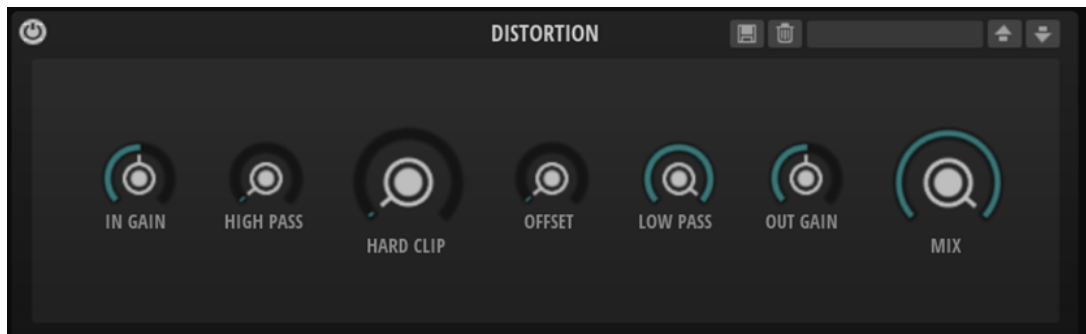 DISTORTION
IN GAIN
HIGH PASS
HARD CLIP
OFFSET
LOW PASS
OUT GAIN
MIX